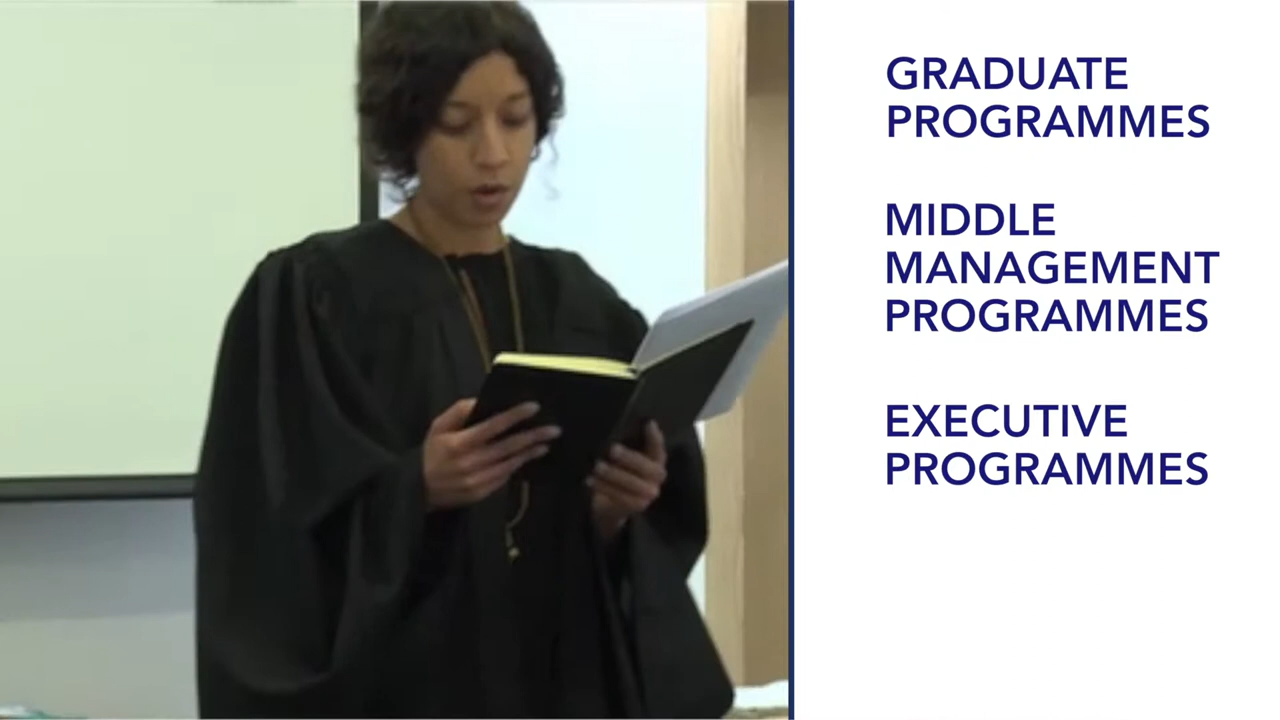 GRADUATE
PROGRAMMES
MIDDLE
MANAGEMENT
PROGRAMMES
EXECUTIVE
PROGRAMMES